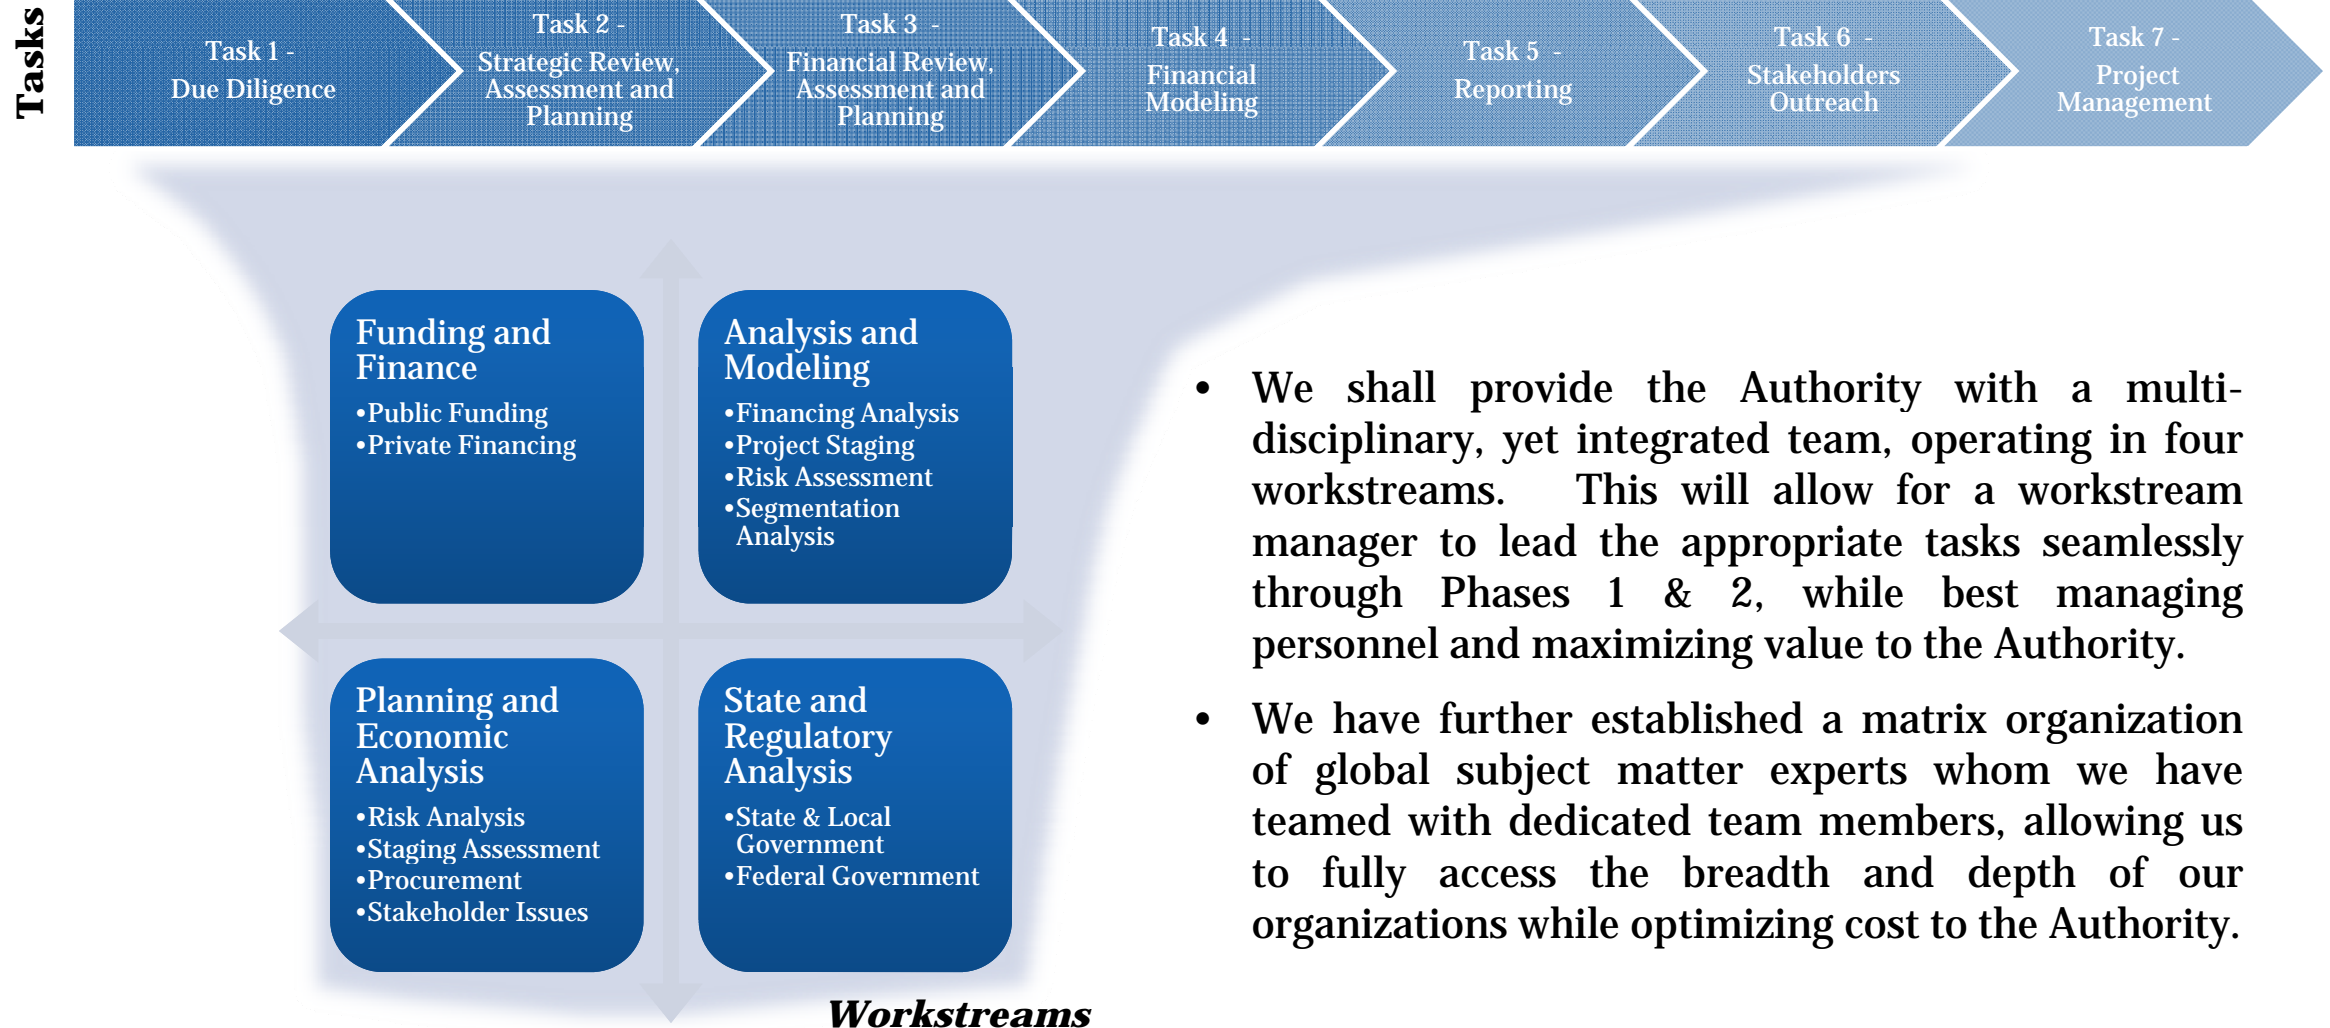 Tasks
Task 1 -
Due Diligence
Task 2 -
Strategic Review,
Assessment and
Planning
Task 3 -
Financial Review,
Assessment and
Planning
Task 4 -
Financial
Modeling
Task 5 -
Reporting
Task 6 -
Stakeholders
Outreach
Task 7 -
Project
Management
Funding and
Finance
•Public Funding
•Private Financing
Analysis and
Modeling
•Financing Analysis
•Project Staging
•Risk Assessment
•Segmentation
Analysis
Planning and
Economic
Analysis
•Risk Analysis
•Staging Assessment
•Procurement
•Stakeholder Issues
State and
Regulatory
Analysis
•State & Local
Government
•Federal Government
Workstreams
• We shall provide the Authority with a multi-
disciplinary, yet integrated team, operating in four
workstreams. This will allow for a workstream
manager to lead the appropriate tasks seamlessly
through Phases 1 & 2, while best managing
personnel and maximizing value to the Authority.
• We have further established a matrix organization
of global subject matter experts whom we have
teamed with dedicated team members, allowing us
to fully access the breadth and depth of our
organizations while optimizing cost to the Authority.